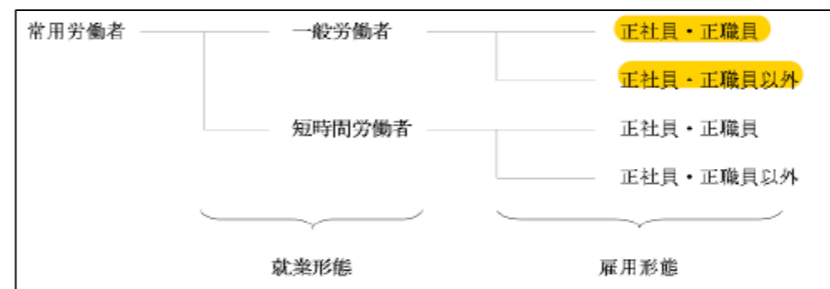 常用労働者 一般労働者 正社員・正職員
正社員・正職員以外
短時間労働者 正社員・正職員
正社員・正職員以外
就業形態 雇用形態